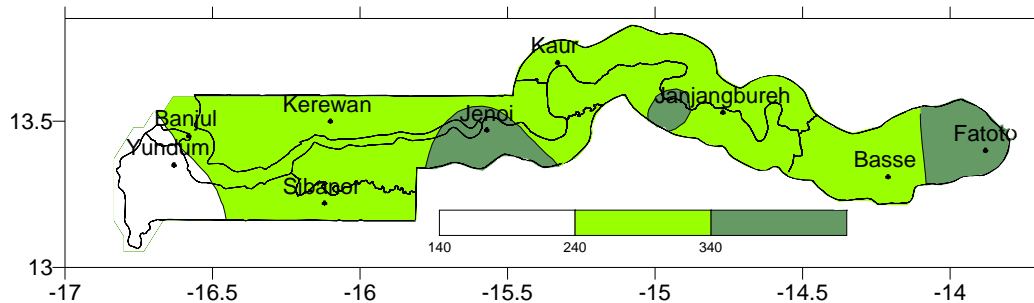 Kaur
Kerewan
Janjangbureh
Banjul
Jenoi
13.5
Fatoto
Yundum
Basse
Sibanor
140
240
340
13
-17
-16.5
-16
-15.5
-15
-14.5
-14